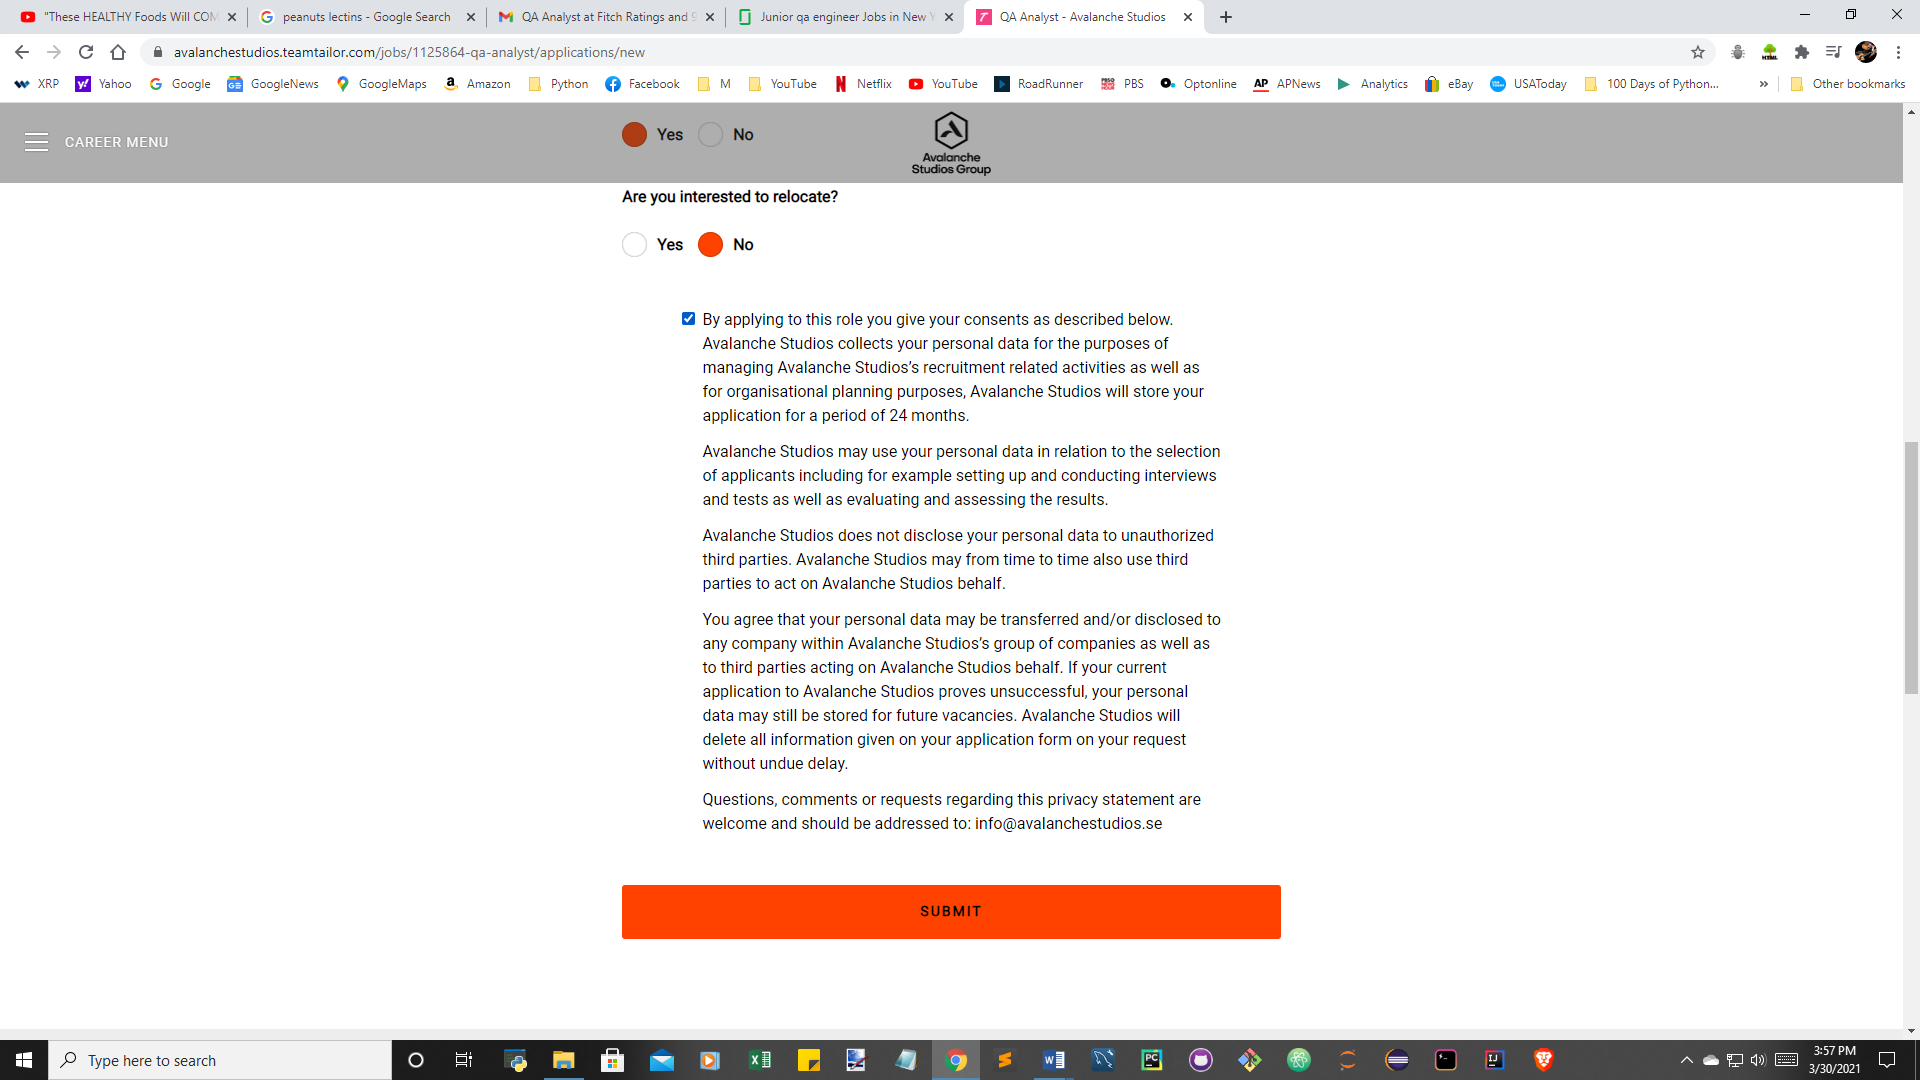 "These HEALTHY Foods Will COM
peanuts lectins - Google Search
QA Analyst at Fitch Ratings and 9
Junior qa engineer Jobs in New Y
QA Analyst - Avalanche Studios
avalanchestudios.teamtailor.com/jobs/1125864-qa-analyst/applications/new
XRP Yahoo Google GoogleNews GoogleMaps Amazon Python Facebook M YouTube Netflix YouTube RoadRunner PBS Optonline APNews Analytics eBay USAToday 100 Days of Python... » Other bookmarks
CAREER MENU
Yes No
Avalanche
Studios Group
Are you interested to relocate?
Yes No
By applying to this role you give your consents as described below.
Avalanche Studios collects your personal data for the purposes of
managing Avalanche Studios’s recruitment related activities as well as
for organisational planning purposes, Avalanche Studios will store your
application for a period of 24 months.
Avalanche Studios may use your personal data in relation to the selection
of applicants including for example setting up and conducting interviews
and tests as well as evaluating and assessing the results.
Avalanche Studios does not disclose your personal data to unauthorized
third parties. Avalanche Studios may from time to time also use third
parties to act on Avalanche Studios behalf.
You agree that your personal data may be transferred and/or disclosed to
any company within Avalanche Studios’s group of companies as well as
to third parties acting on Avalanche Studios behalf. If your current
application to Avalanche Studios proves unsuccessful, your personal
data may still be stored for future vacancies. Avalanche Studios will
delete all information given on your application form on your request
without undue delay.
Questions, comments or requests regarding this privacy statement are
welcome and should be addressed to: info@avalanchestudios.se
SUBMIT
Type here to search
3:57 PM
3/30/2021